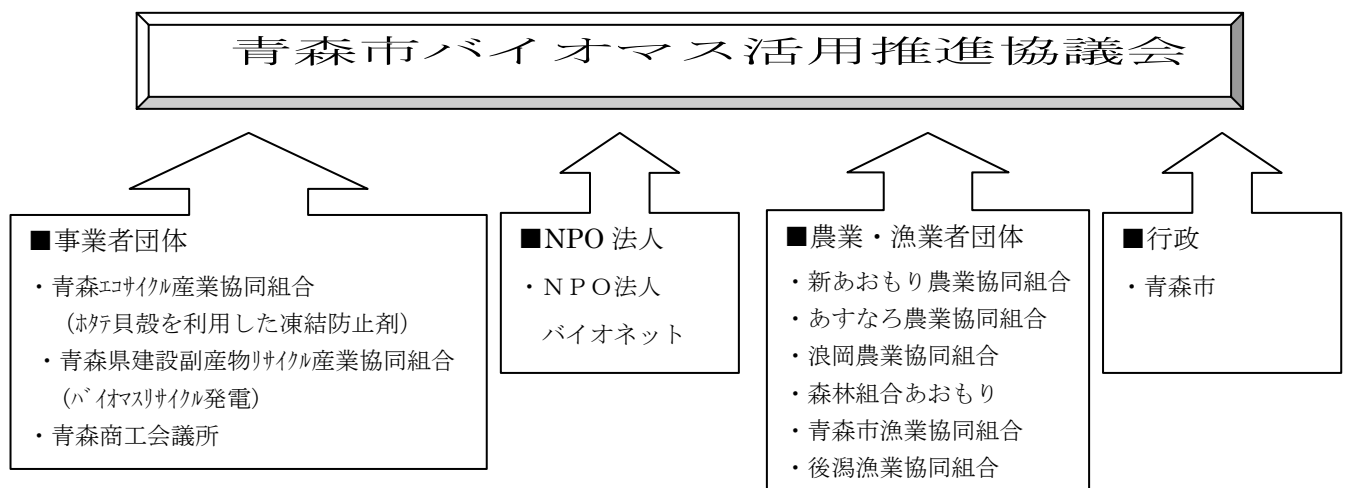 青森市バイオマス活用推進協議会
■事業者団体
・青森ｴｺｻｲｸﾙ産業協同組合
(ﾎﾀﾃ貝殻を利用した凍結防止剤)
・青森県建設副産物ﾘｻｲｸﾙ産業協同組合
(ﾊﾞｲｵﾏｽﾘｻｲｸﾙ発電)
・青森商工会議所
■NPO 法人
・ＮＰＯ法人
バイオネット
■農業・漁業者団体
・新あおもり農業協同組合
・あすなろ農業協同組合
・浪岡農業協同組合
・森林組合あおもり
・青森市漁業協同組合
・後潟漁業協同組合
■行政
・青森市